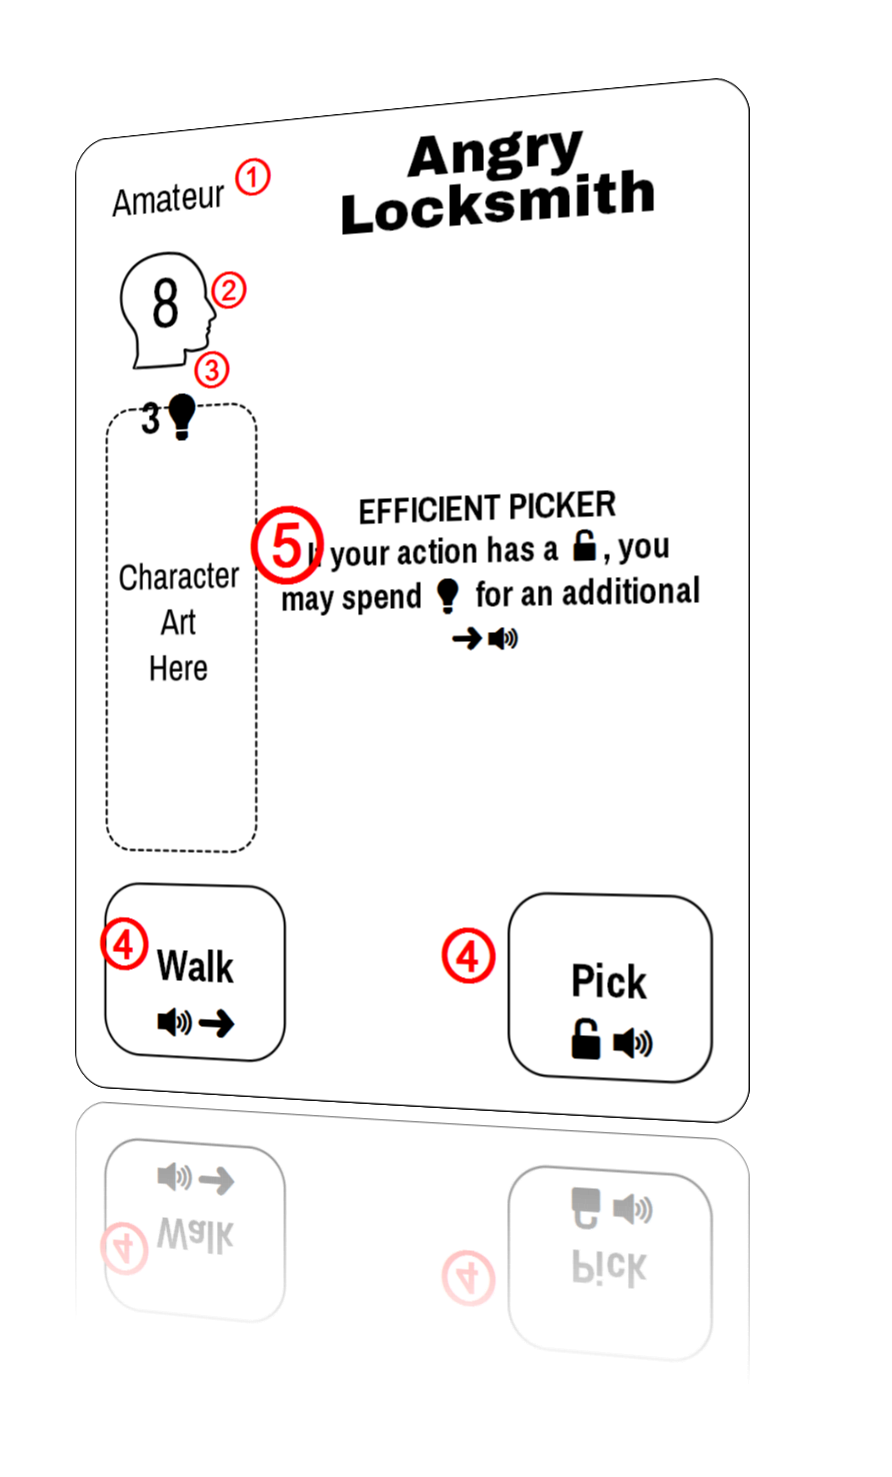 Angry
Locksmith
Amateur 1
8 2
3
3
EFFICIENT PICKER
5 your action has a , you
may spend for an additional
Character
Art
Here
4 Walk
4 Pick